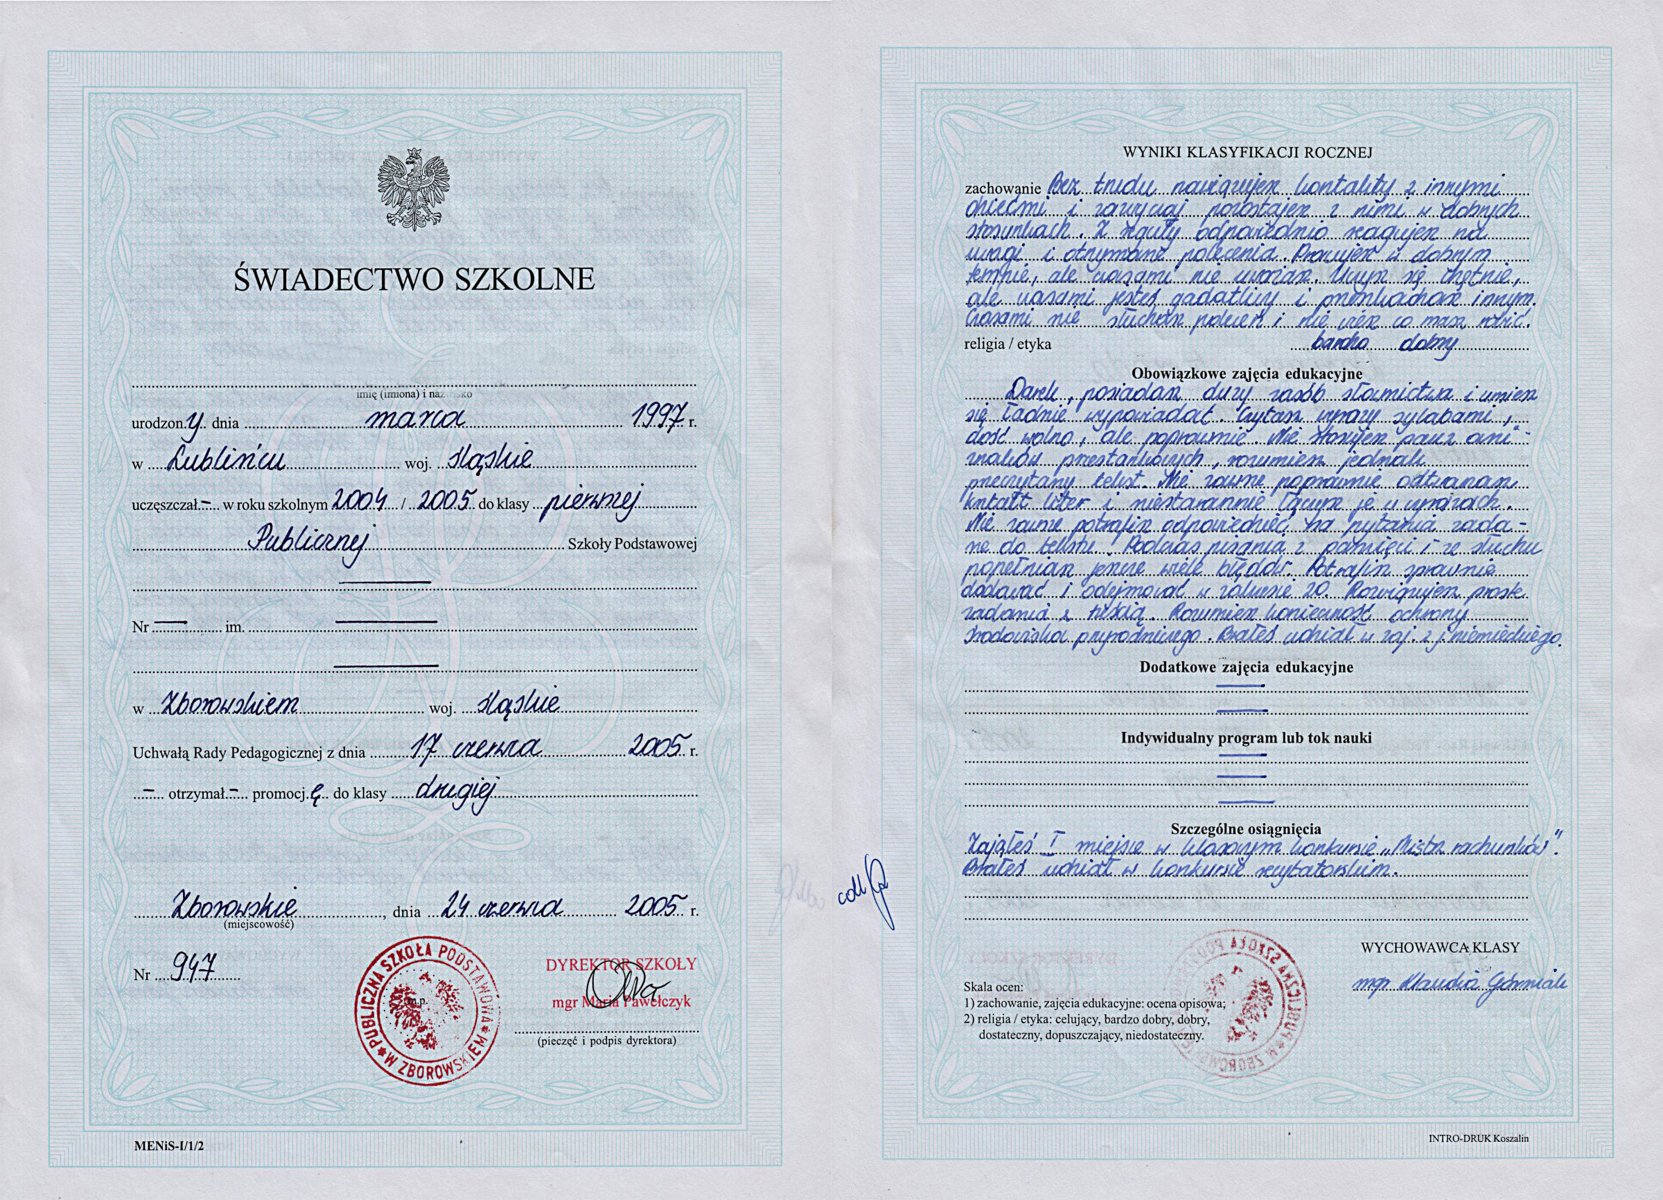 ŚWIADECTWO SZKOLNE
imię (imiona) i nazwisko
urodzony dnia marca 1997 r.
w Lublińcu woj. śląskie
uczęszczał – w roku szkolnym 2004 / 2005 do klasy pierwszej
Publicznej Szkoły Podstawowej
Nr — im. —
w Zborowskiem woj. śląskie
Uchwałą Rady Pedagogicznej z dnia 17 czerwca 2005 r.
– otrzymał – promocję do klasy drugiej
Zborowskie, dnia 24 czerwca 2005 r.
(miejscowość)
Nr 947
m.p.
PUBLICZNA SZKOŁA PODSTAWOWA
W ZBOROWSKIEM
DYREKTOR SZKOŁY
mgr Maria Pawełczyk
(pieczęć i podpis dyrektora)
MENiS-I/1/2
WYNIKI KLASYFIKACJI ROCZNEJ
zachowanie Bez trudu nawiązujesz kontakty z innymi
dziećmi i zazwyczaj pozostajesz z nimi w dobrych
stosunkach. Z reguły odpowiednio reagujesz na
uwagi i otrzymane polecenia. Pracujesz w dobrym
tempie, ale czasami nie uważasz. Uczysz się chętnie,
ale czasami jesteś gadatliwy i przeszkadzasz innym.
Czasami nie słuchasz poleceń i nie wiesz co masz robić.
religia / etyka bardzo dobry
Obowiązkowe zajęcia edukacyjne
Darek, posiadasz duży zasób słownictwa i umiesz
się ładnie wypowiadać. Czytasz wyrazy sylabami,
dość wolno, ale poprawnie. Nie stosujesz pauz ani
znaków przestankowych, rozumiesz jednak
przeczytany tekst. Nie zawsze poprawnie odtwarzasz
kształt liter i niestarannie łączysz je w wyrazach.
Nie zawsze potrafisz odpowiedzieć na pytania zada-
ne do tekstu. Podczas pisania z pamięci i ze słuchu
popełniasz jeszcze wiele błędów. Potrafisz sprawnie
dodawać i odejmować w zakresie 20. Rozwiązujesz proste
zadania z treścią. Rozumiesz konieczność ochrony
środowiska przyrodniczego. Brałeś udział w zaj. z j. niemieckiego.
Dodatkowe zajęcia edukacyjne
Indywidualny program lub tok nauki
Szczególne osiągnięcia
Zająłeś I miejsce w klasowym konkursie „Mistrz rachunków”.
Brałeś udział w konkursie recytatorskim.
WYCHOWAWCA KLASY
mgr Klaudia Górniak
Skala ocen:
1) zachowanie, zajęcia edukacyjne: ocena opisowa;
2) religia / etyka: celujący, bardzo dobry, dobry,
dostateczny, dopuszczający, niedostateczny.
INTRO-DRUK Koszalin